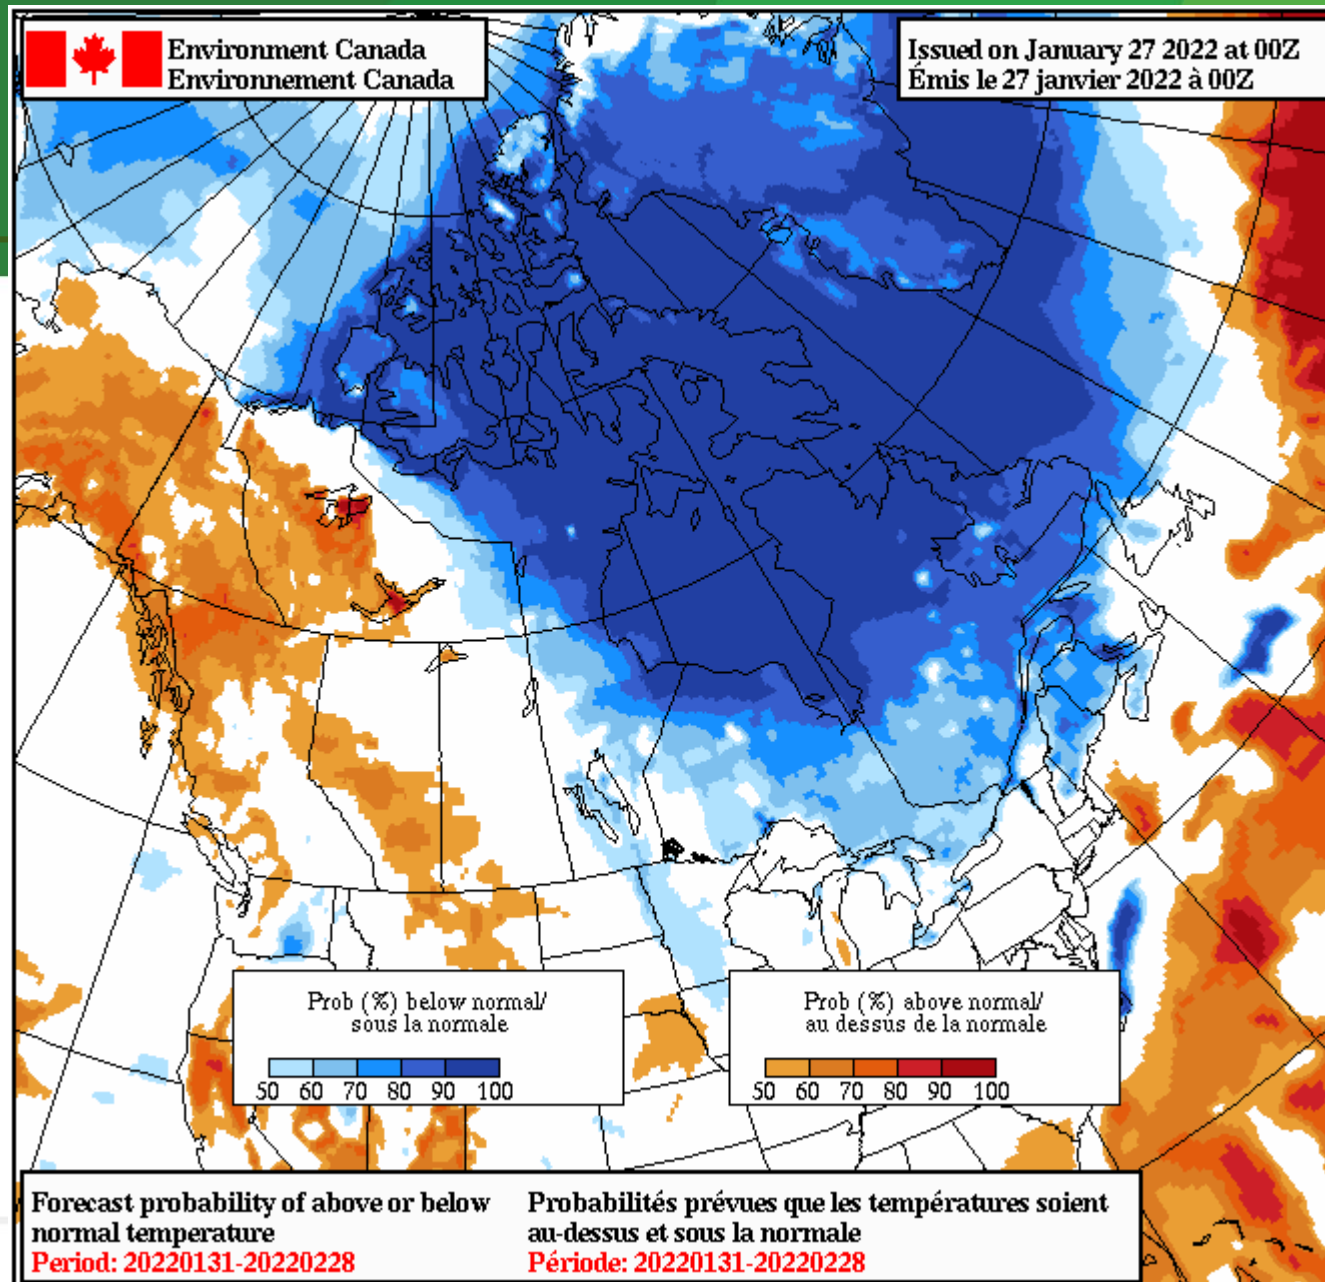 Environment Canada
Environnement Canada
Issued on January 27 2022 at 00Z
Émis le 27 janvier 2022 à 00Z
Prob (%) below normal/
sous la normale
50 60 70 80 90 100
Prob (%) above normal/
au dessus de la normale
50 60 70 80 90 100
Forecast probability of above or below
normal temperature
Period: 20220131-20220228
Probabilités prévues que les températures soient
au-dessus et sous la normale
Période: 20220131-20220228